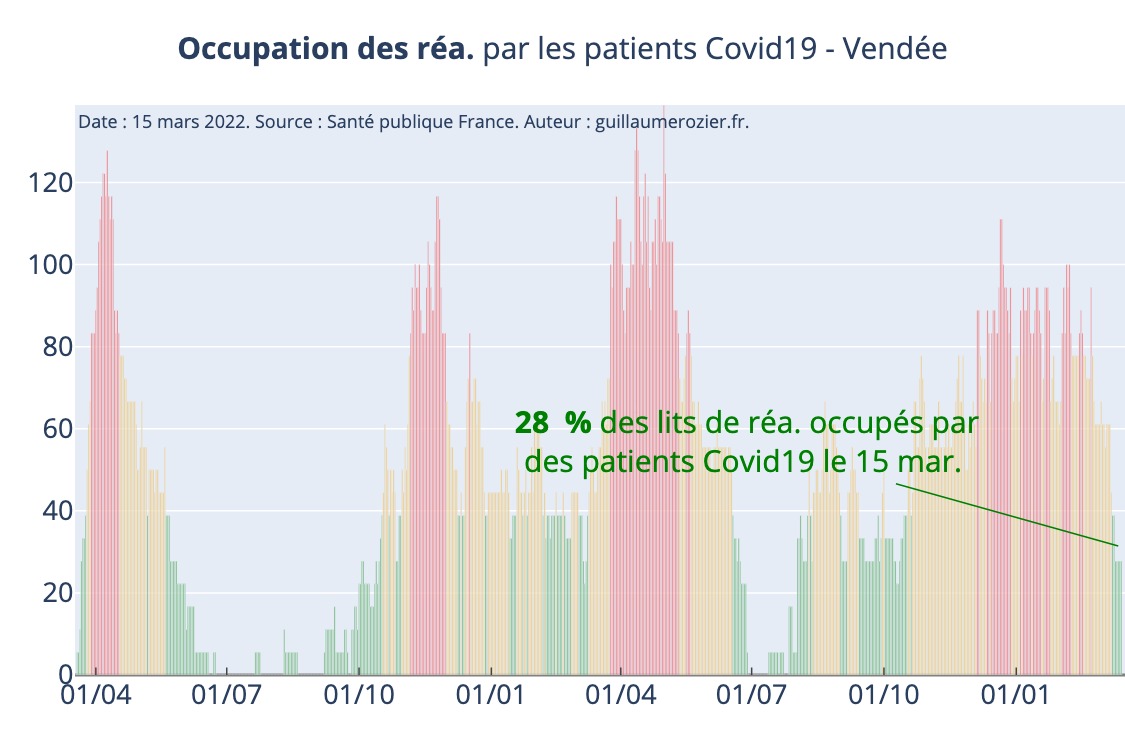 Occupation des réa. par les patients Covid19 - Vendée
Date : 15 mars 2022. Source : Santé publique France. Auteur : guillaumerozier.fr.
120
100
80
60
40
20
0
28 % des lits de réa. occupés par
des patients Covid19 le 15 mar.
01/04 01/07 01/10 01/01 01/04 01/07 01/10 01/01